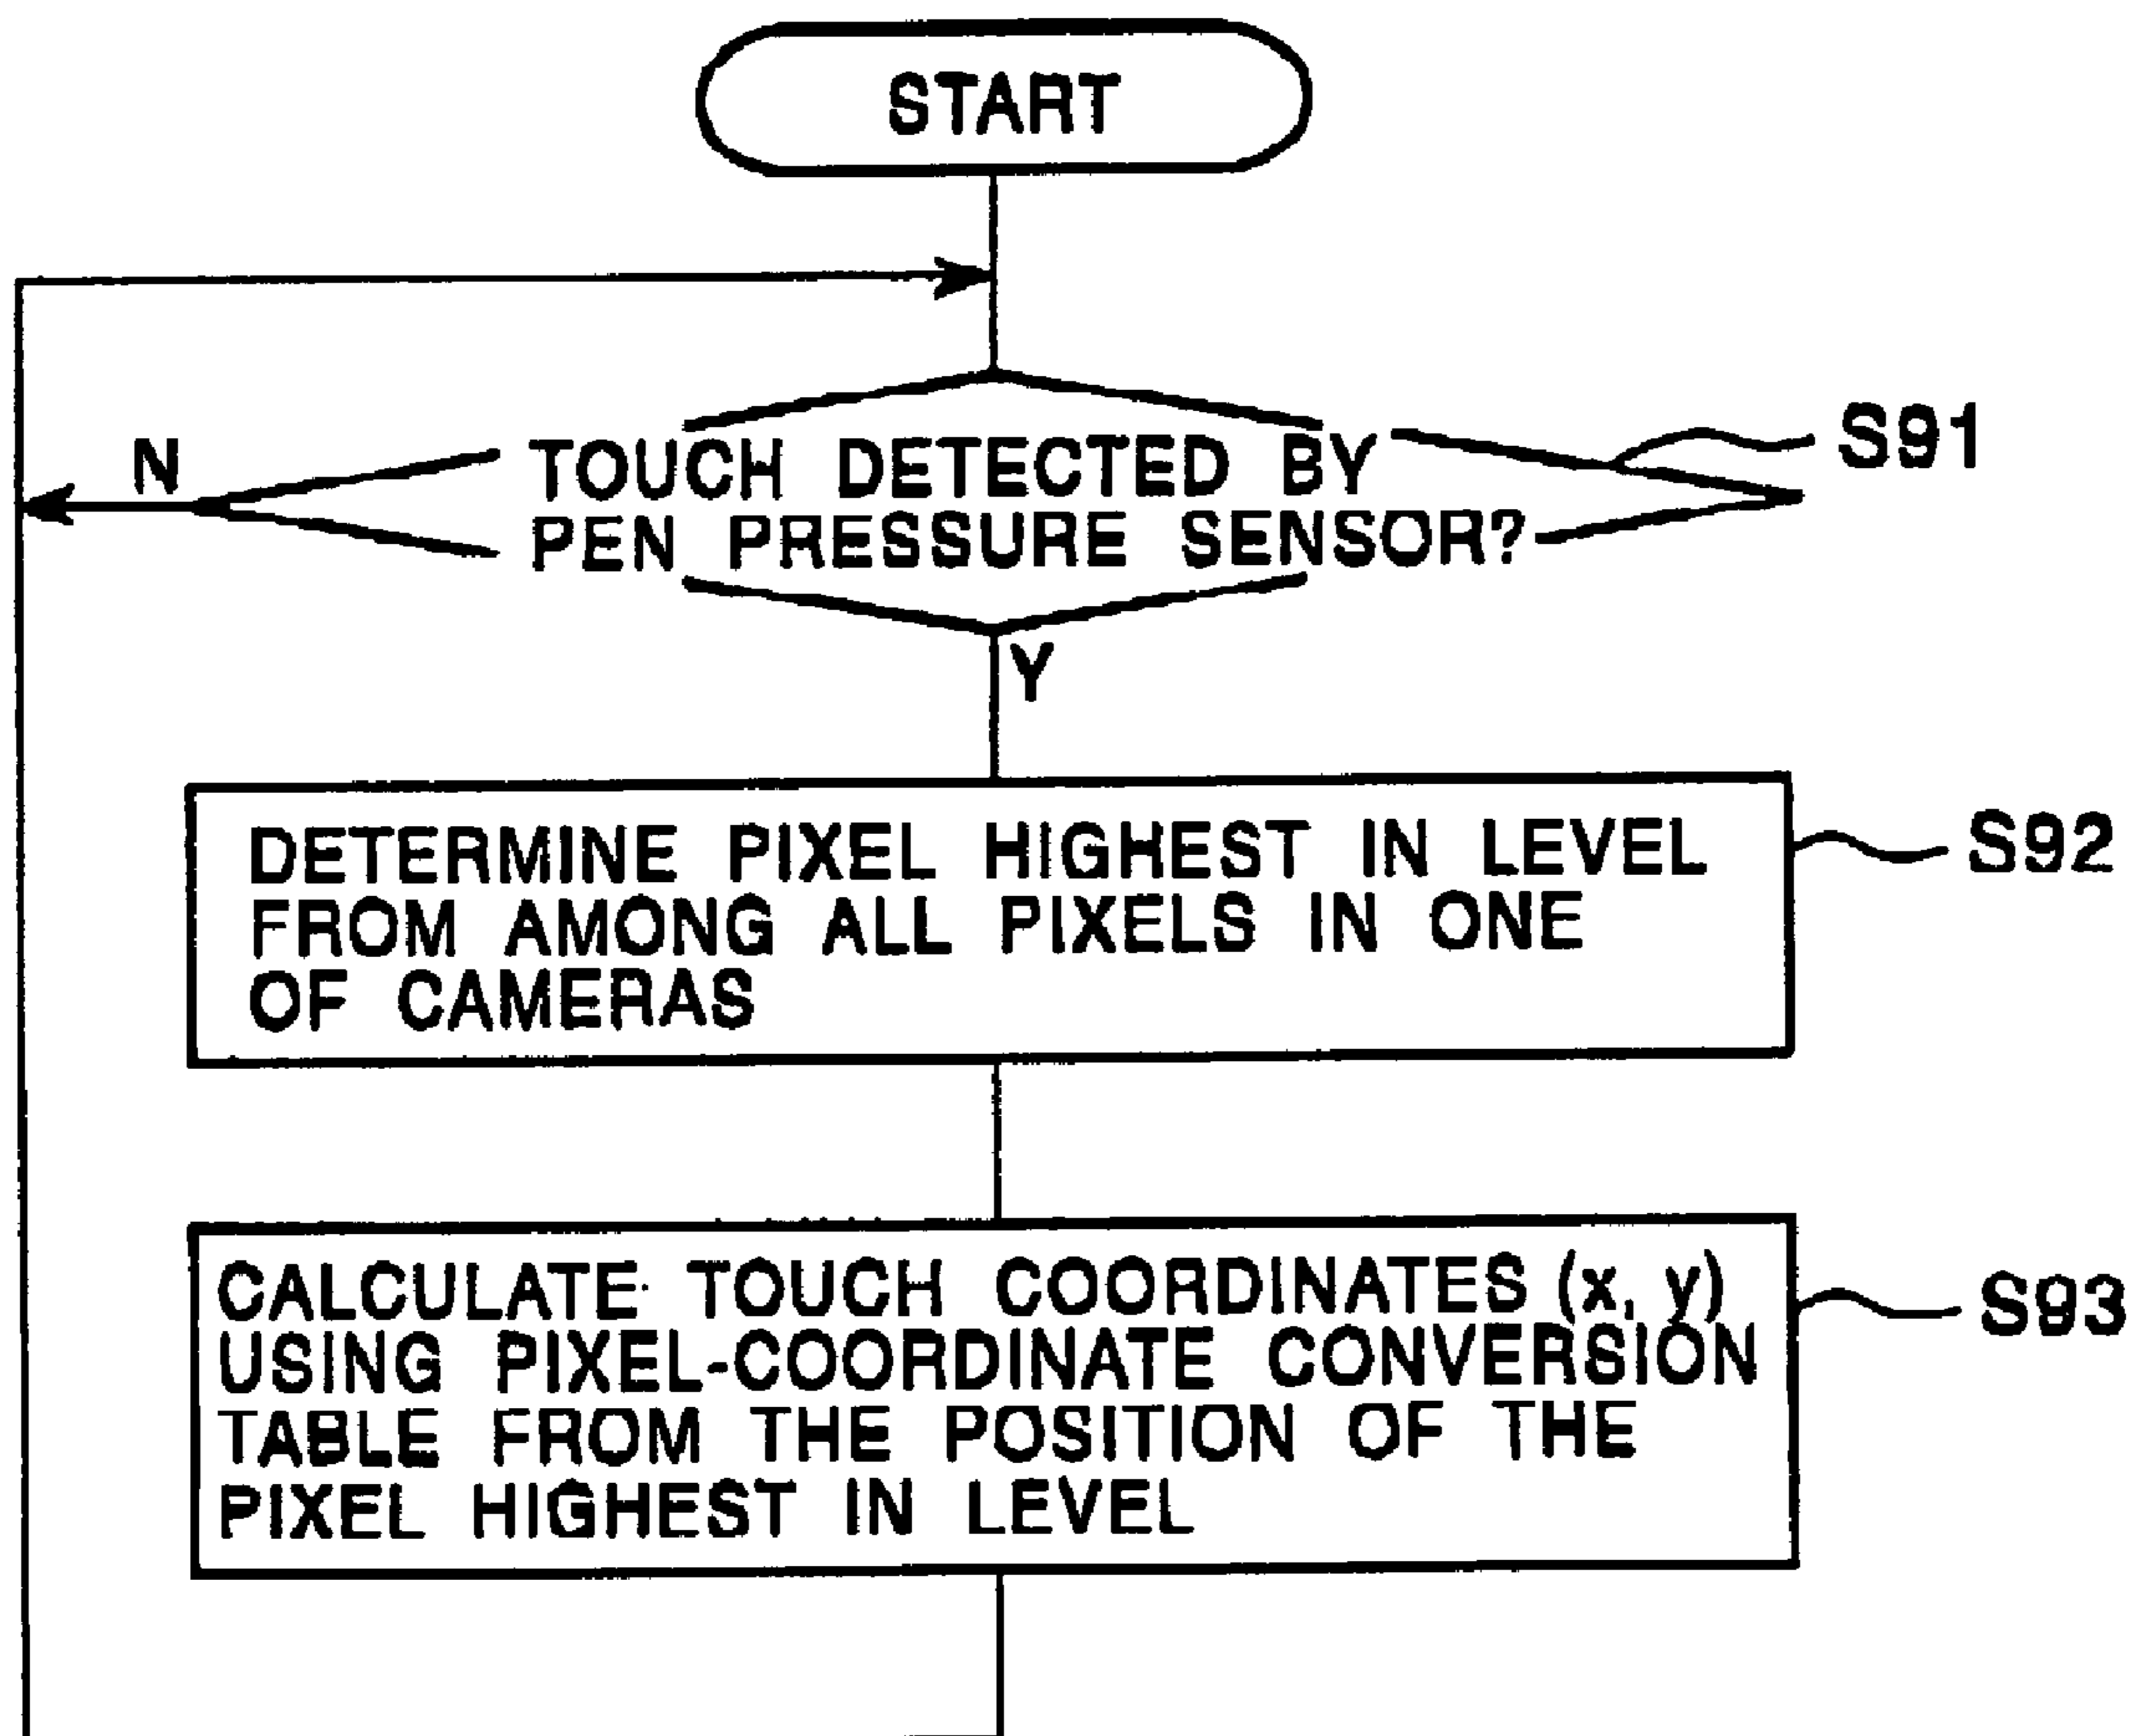 START
N
TOUCH DETECTED BY
PEN PRESSURE SENSOR?
S91
Y
DETERMINE PIXEL HIGHEST IN LEVEL
FROM AMONG ALL PIXELS IN ONE
OF CAMERAS
S92
CALCULATE TOUCH COORDINATES (x, y)
USING PIXEL-COORDINATE CONVERSION
TABLE FROM THE POSITION OF THE
PIXEL HIGHEST IN LEVEL
S93